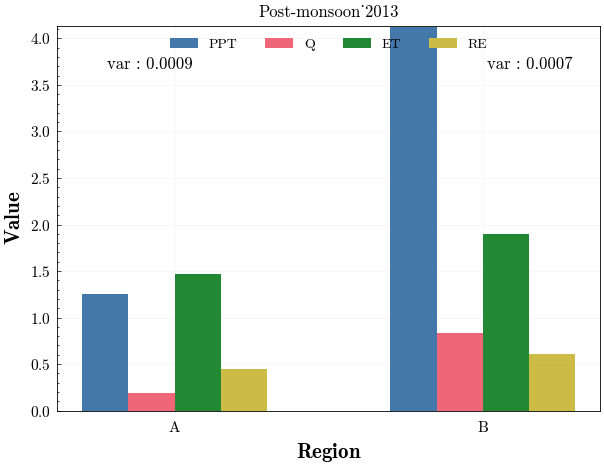 Post-monsoon˙2013
PPT Q ET RE
var : 0.0009
var : 0.0007
4.0
3.5
3.0
2.5
2.0
1.5
1.0
0.5
0.0
Value
A B
Region